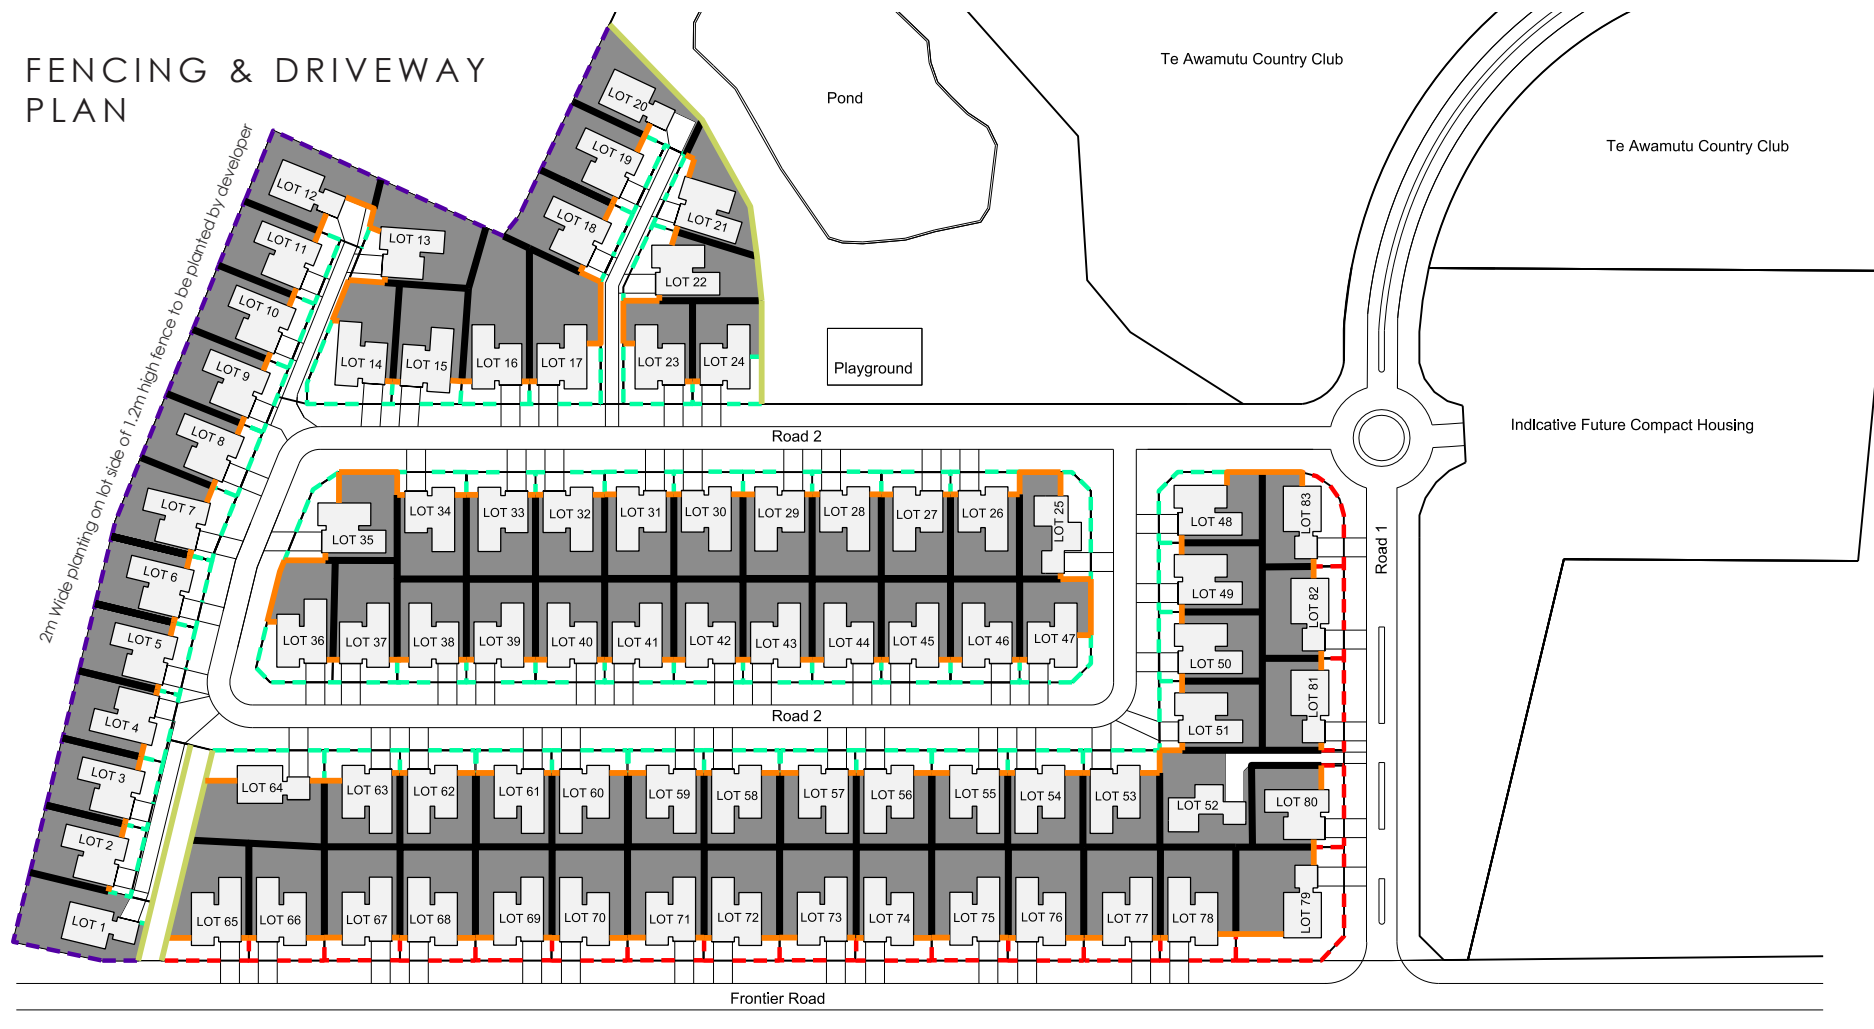 FENCING & DRIVEWAY
PLAN
2m Wide planting on lot side of 1.2m high fence to be planted by developer
Te Awamutu Country Club
Te Awamutu Country Club
Pond
Playground
Indicative Future Compact Housing
LOT 20
LOT 19
LOT 18
LOT 21
LOT 22
LOT 12
LOT 11
LOT 13
LOT 10
LOT 9
LOT 8
LOT 14
LOT 15
LOT 16
LOT 17
LOT 23
LOT 24
Road 2
LOT 7
LOT 6
LOT 5
LOT 4
LOT 3
LOT 2
LOT 1
LOT 35
LOT 34
LOT 33
LOT 32
LOT 31
LOT 30
LOT 29
LOT 28
LOT 27
LOT 26
LOT 25
LOT 36
LOT 37
LOT 38
LOT 39
LOT 40
LOT 41
LOT 42
LOT 43
LOT 44
LOT 45
LOT 46
LOT 47
LOT 48
LOT 49
LOT 50
LOT 51
LOT 83
LOT 82
LOT 81
Road 1
Road 2
LOT 64
LOT 63
LOT 62
LOT 61
LOT 60
LOT 59
LOT 58
LOT 57
LOT 56
LOT 55
LOT 54
LOT 53
LOT 52
LOT 80
LOT 65
LOT 66
LOT 67
LOT 68
LOT 69
LOT 70
LOT 71
LOT 72
LOT 73
LOT 74
LOT 75
LOT 76
LOT 77
LOT 78
LOT 79
Frontier Road